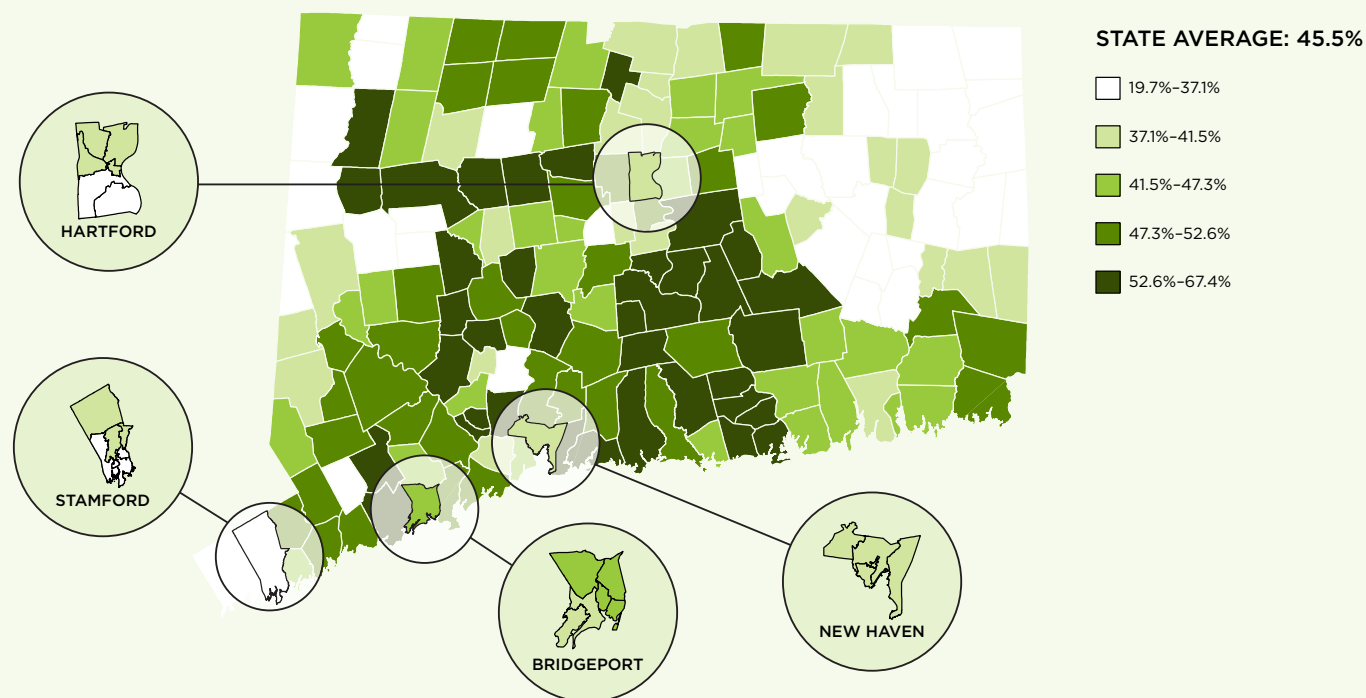 STATE AVERAGE: 45.5%
19.7%–37.1%
37.1%–41.5%
41.5%–47.3%
47.3%–52.6%
52.6%–67.4%
HARTFORD
STAMFORD
BRIDGEPORT
NEW HAVEN